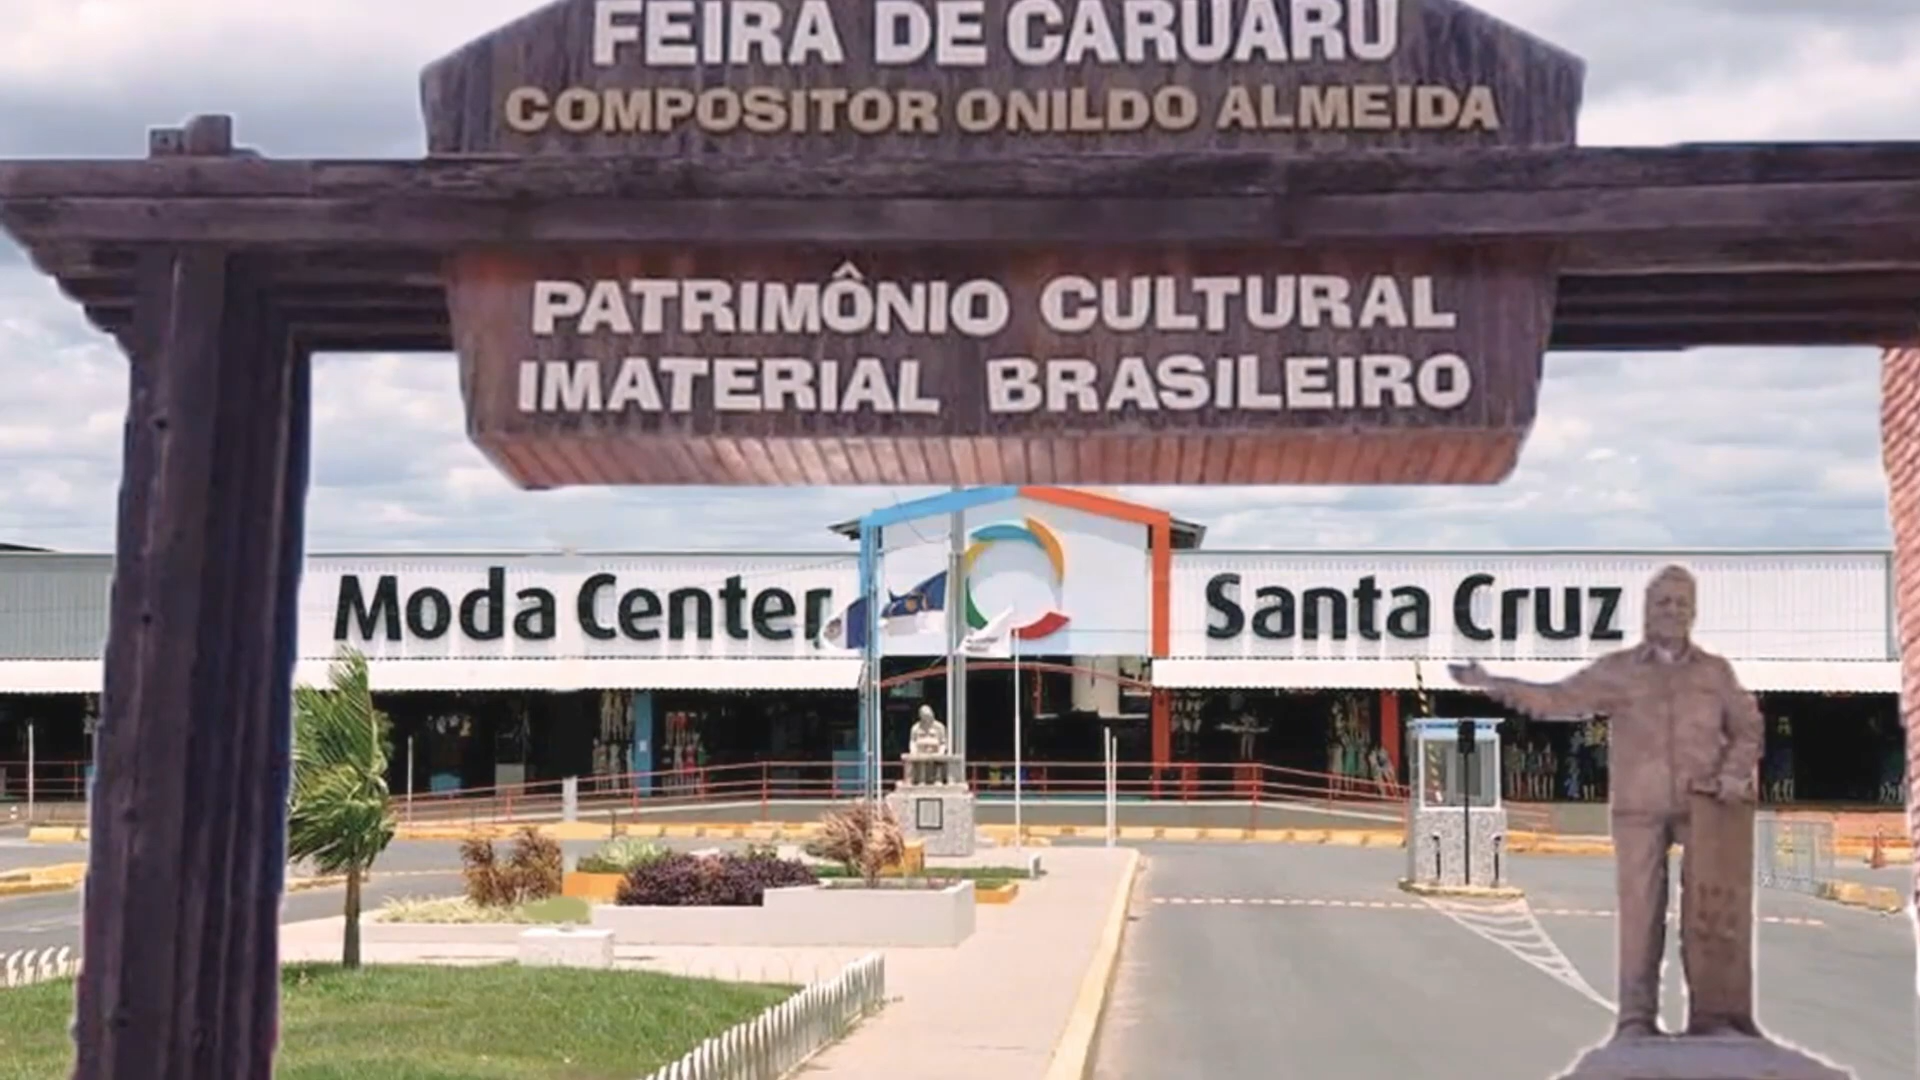 FEIRA DE CARUARU
COMPOSITOR ONILDO ALMEIDA
PATRIMÔNIO CULTURAL
IMATERIAL BRASILEIRO
Moda Center
Santa Cruz